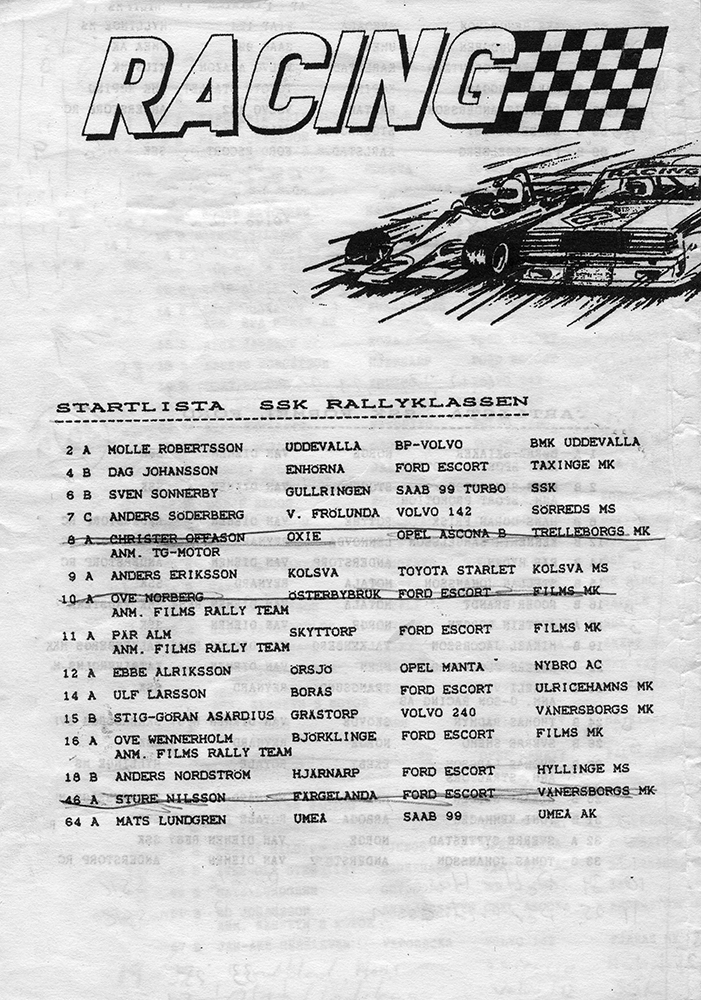 RACING
RACING
STARTLISTA SSK RALLYKLASSEN
2 A MOLLE ROBERTSSON UDDEVALLA BP-VOLVO BMK UDDEVALLA
4 B DAG JOHANSSON ENHÖRNA FORD ESCORT TAXINGE MK
6 B SVEN SONNERBY GULLRINGEN SAAB 99 TURBO SSK
7 C ANDERS SÖDERBERG V. FRÖLUNDA VOLVO 142 SÖRREDS MS
8 A CHRISTER OFFASON OXIE OPEL ASCONA B TRELLEBORGS MK
ANM. TG-MOTOR
9 A ANDERS ERIKSSON KOLSVA TOYOTA STARLET KOLSVA MS
10 A OVE NORBERG ÖSTERBYBRUK FORD ESCORT FILMS MK
ANM. FILMS RALLY TEAM
11 A PÄR ALM SKYTTORP FORD ESCORT FILMS MK
ANM. FILMS RALLY TEAM
12 A EBBE ALRIKSSON ÖRSJÖ OPEL MANTA NYBRO AC
14 A ULF LARSSON BORÅS FORD ESCORT ULRICEHAMNS MK
15 B STIG-GÖRAN ASARDIUS GRÄSTORP VOLVO 240 VÄNERSBORGS MK
16 A OVE WENNERHOLM BJÖRKLINGE FORD ESCORT FILMS MK
ANM. FILMS RALLY TEAM
18 B ANDERS NORDSTRÖM HJÄRNARP FORD ESCORT HYLLINGE MS
46 A STURE NILSSON FÄRGELANDA FORD ESCORT VÄNERSBORGS MK
64 A MATS LUNDGREN UMEÅ SAAB 99 UMEÅ AK